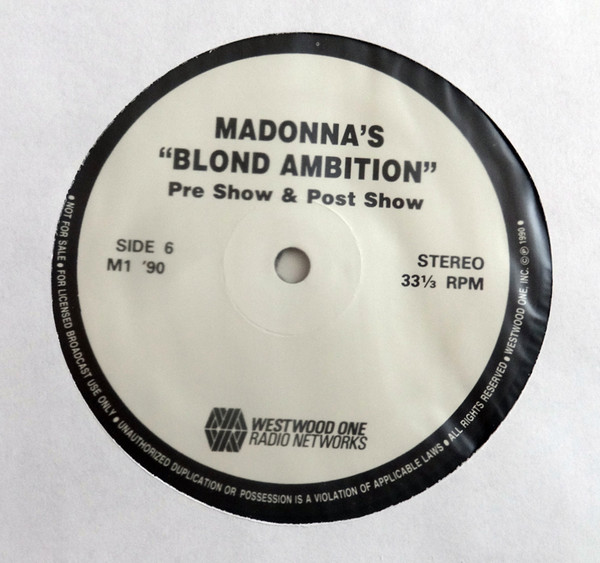 MADONNA'S
“BLOND AMBITION”
Pre Show & Post Show
SIDE 6
M1 '90
STEREO
33⅓ RPM
WESTWOOD ONE
RADIO NETWORKS
• NOT FOR SALE • FOR LICENSED BROADCAST USE ONLY • UNAUTHORIZED DUPLICATION OR POSSESSION IS A VIOLATION OF APPLICABLE LAWS • ALL RIGHTS RESERVED • WESTWOOD ONE, INC. © ℗ 1990 •